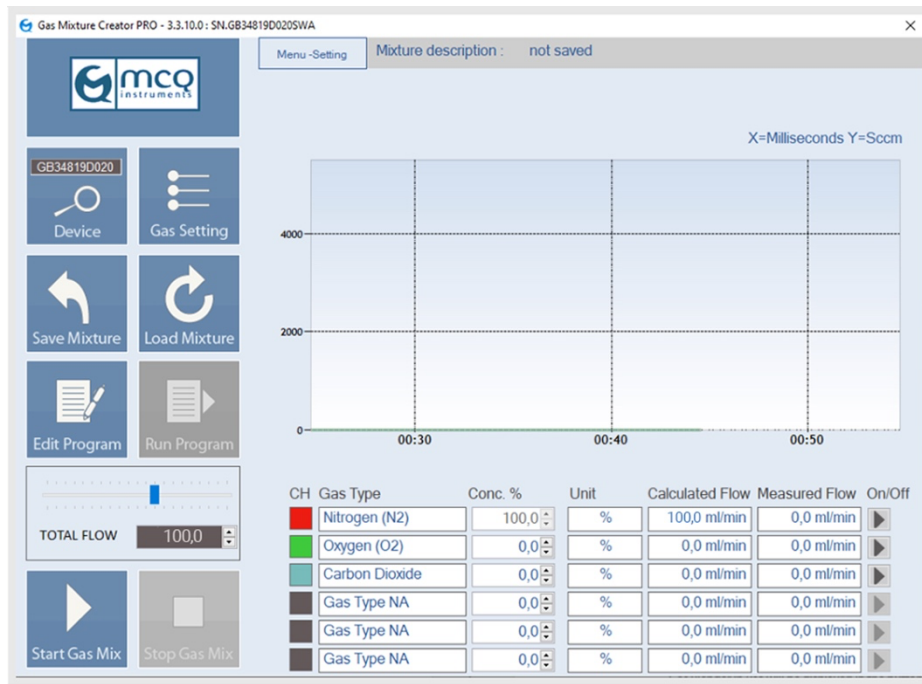 Gas Mixture Creator PRO - 3.3.10.0 : SN.GB34819D020SWA
mcq
instruments
Menu -Setting
Mixture description : not saved
X=Milliseconds Y=Sccm
GB34819D020
Device
Gas Setting
Save Mixture
Load Mixture
Edit Program
Run Program
TOTAL FLOW 100,0
Start Gas Mix
Stop Gas Mix
4000
2000
0
00:30 00:40 00:50
CH Gas Type Conc. % Unit Calculated Flow Measured Flow On/Off
Nitrogen (N2) 100,0 % 100,0 ml/min 0,0 ml/min
Oxygen (O2) 0,0 % 0,0 ml/min 0,0 ml/min
Carbon Dioxide 0,0 % 0,0 ml/min 0,0 ml/min
Gas Type NA 0,0 % 0,0 ml/min 0,0 ml/min
Gas Type NA 0,0 % 0,0 ml/min 0,0 ml/min
Gas Type NA 0,0 % 0,0 ml/min 0,0 ml/min